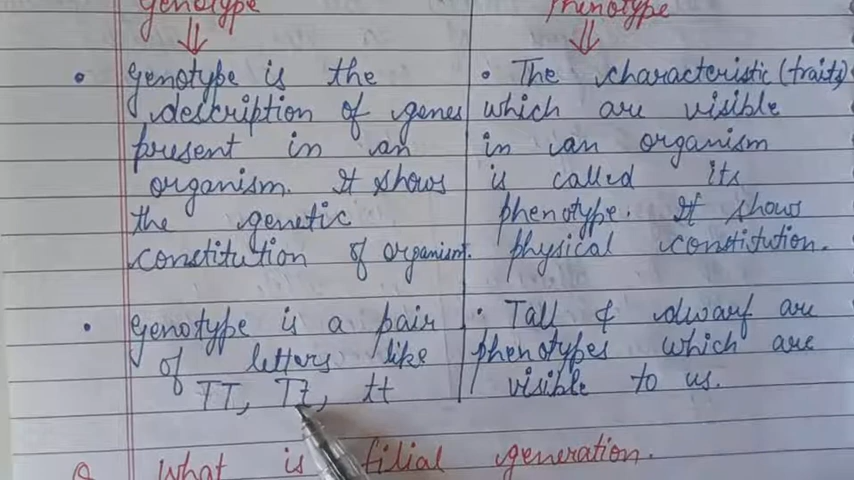 Genotype
Phenotype
• Genotype is the
description of genes
present in an
organism. It shows
the genetic
constitution of organism.
• Genotype is a pair
of letters like
TT, Tt, tt
• The characteristic (traits)
which are visible
in an organism
is called its
phenotype. It shows
physical constitution.
• Tall & dwarf are
phenotypes which are
visible to us.
Q What is filial generation.